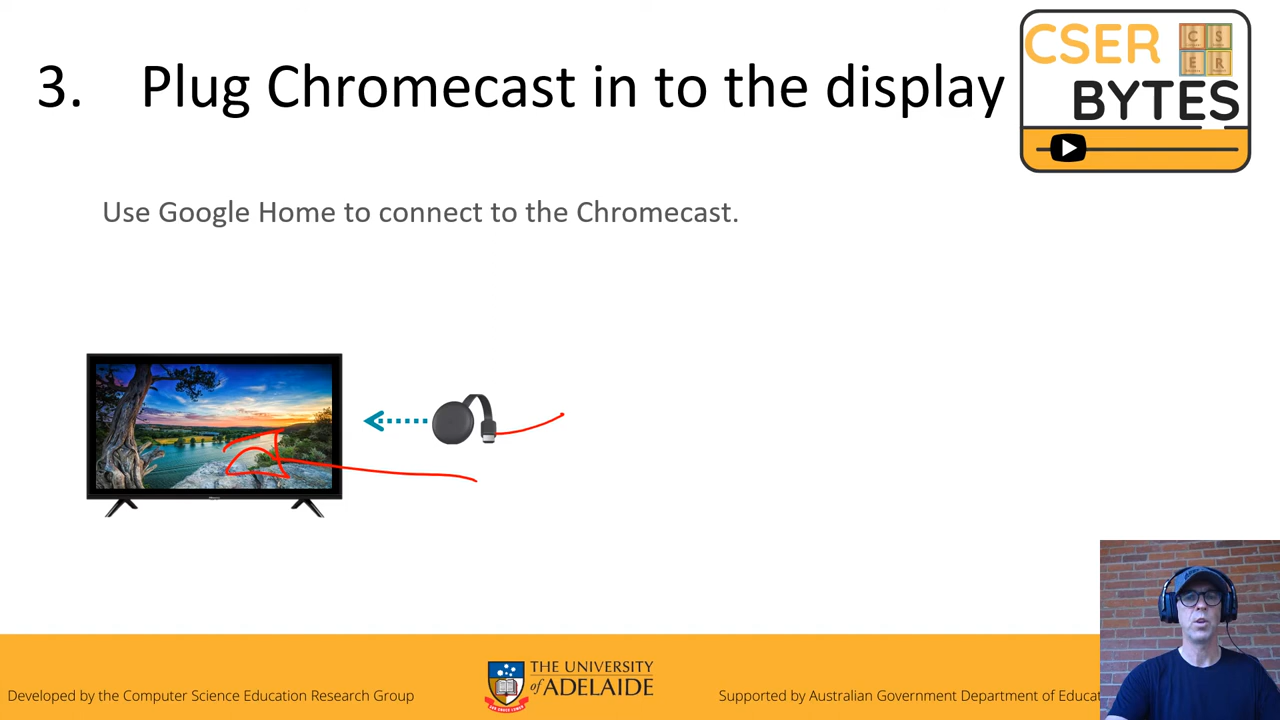 3. Plug Chromecast in to the display
CSER
C S
E R
BYTES
Use Google Home to connect to the Chromecast.
THE UNIVERSITY
of ADELAIDE
Developed by the Computer Science Education Research Group
Supported by Australian Government Department of Educat